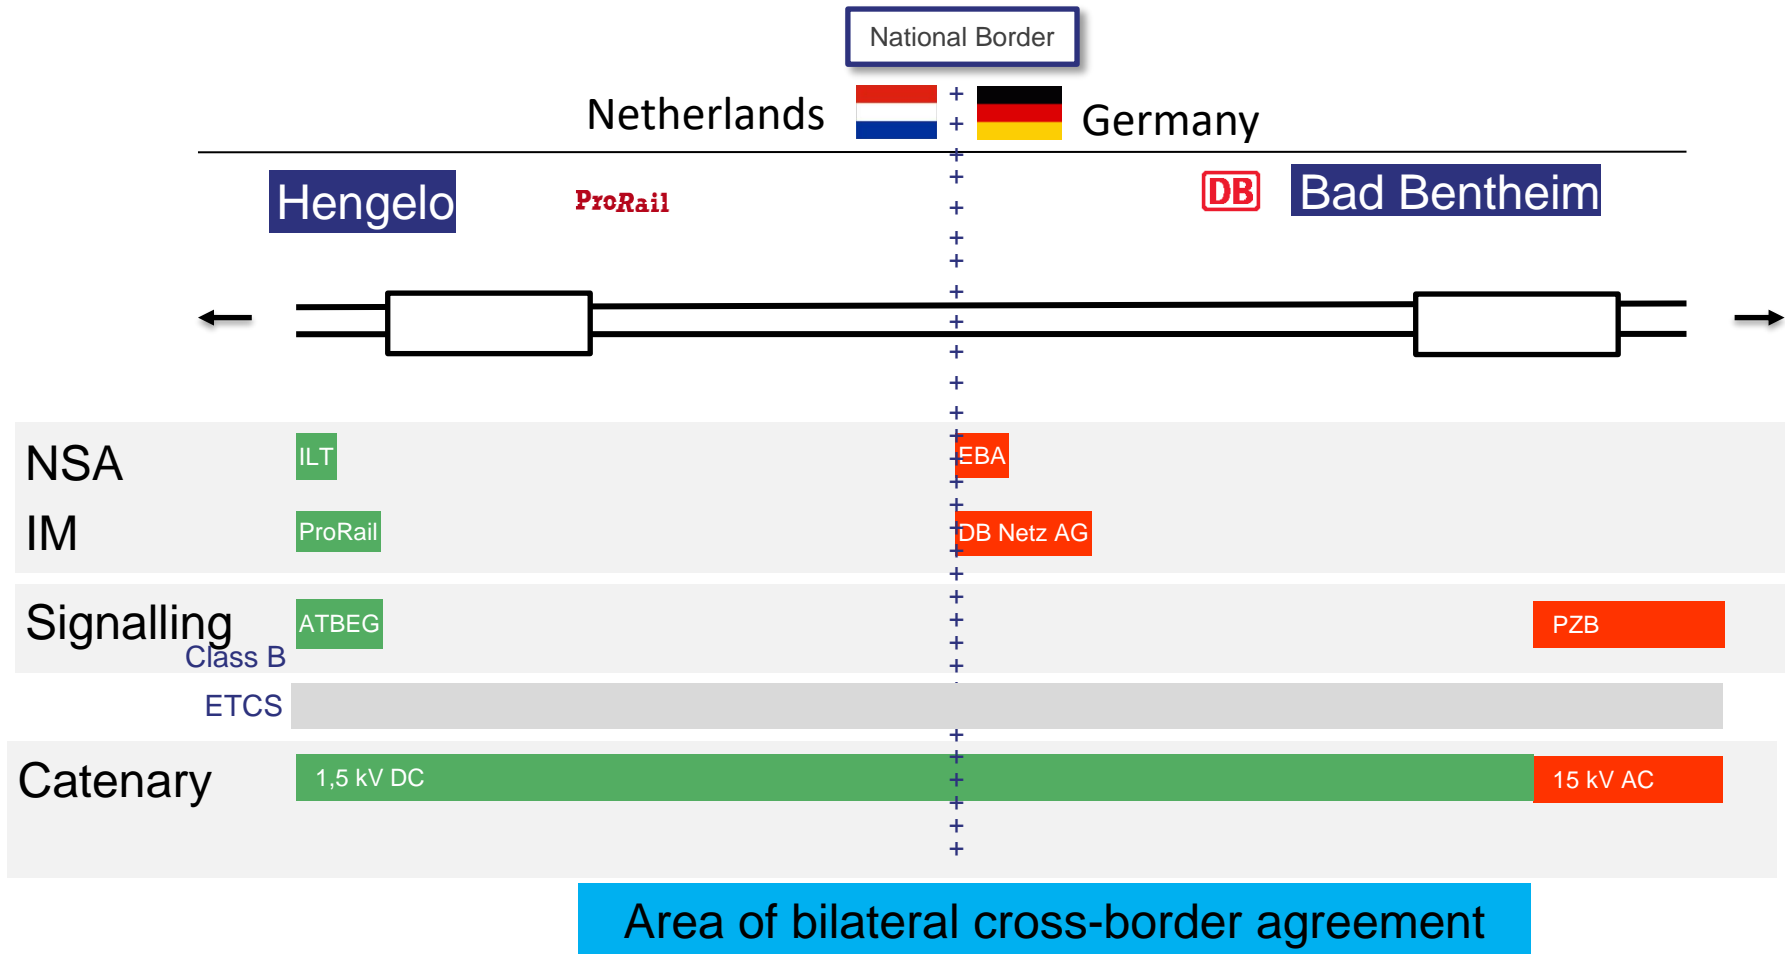 National Border
Netherlands
Germany
Hengelo
ProRail
DB
Bad Bentheim
NSA
ILT
EBA
IM
ProRail
DB Netz AG
Signalling
ATBEG
PZB
Class B
ETCS
Catenary
1,5 kV DC
15 kV AC
Area of bilateral cross-border agreement